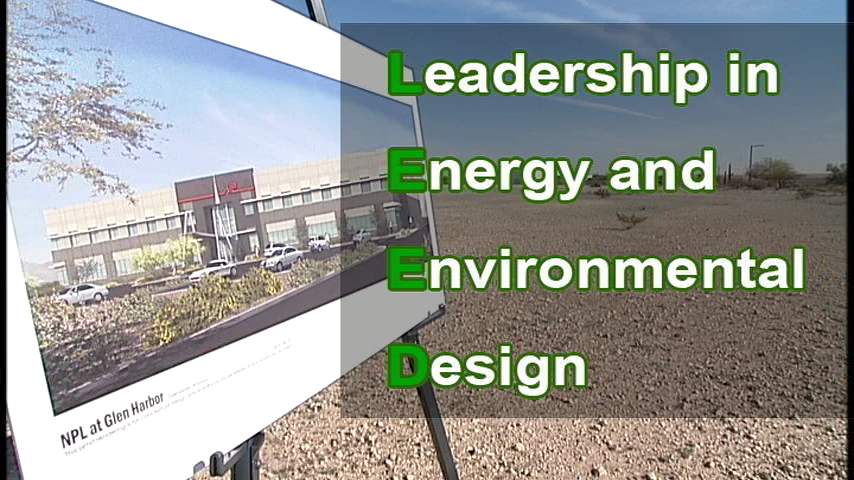 Leadership in
Energy and
Environmental
Design
NPL at Glen Harbor